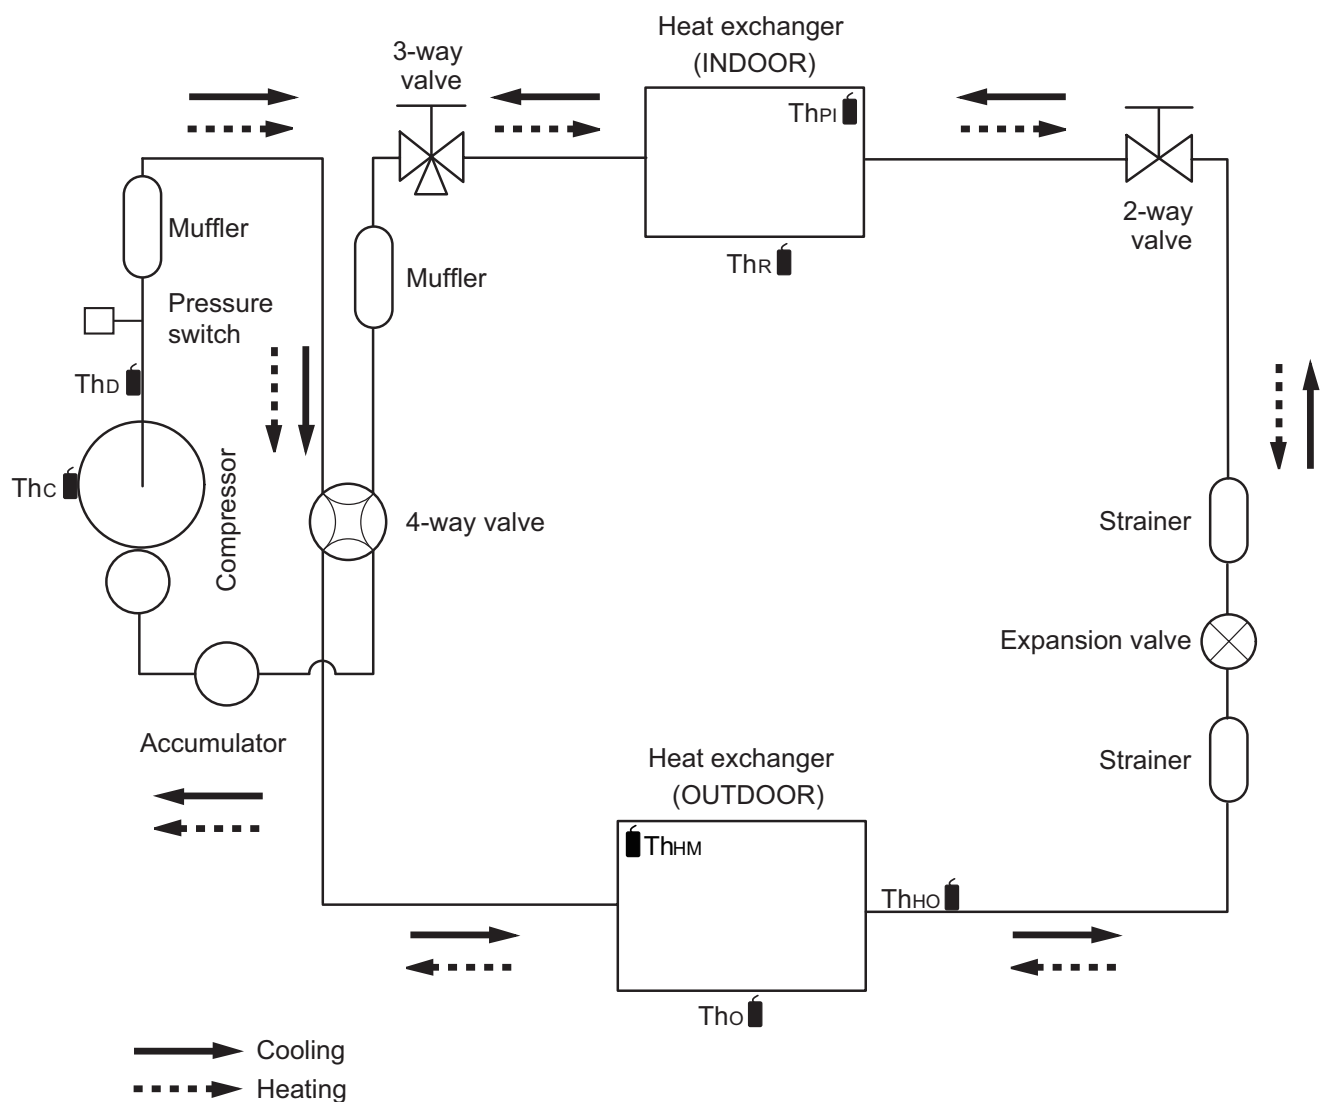 Heat exchanger
(INDOOR)
3-way
valve
ThPI
Muffler
2-way
valve
ThR
Muffler
Pressure
switch
ThD
ThC
Compressor
4-way valve
Strainer
Expansion valve
Accumulator
Heat exchanger
(OUTDOOR)
Strainer
ThHM
ThHO
ThO
Cooling
Heating